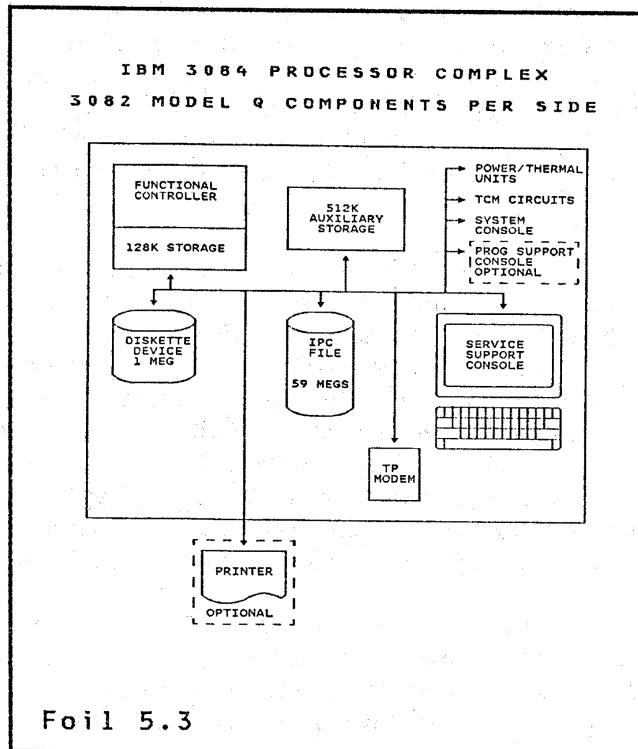 IBM 3084 PROCESSOR COMPLEX
3082 MODEL Q COMPONENTS PER SIDE
FUNCTIONAL
CONTROLLER
128K STORAGE
512K
AUXILIARY
STORAGE
POWER/THERMAL
UNITS
TCM CIRCUITS
SYSTEM
CONSOLE
PROG SUPPORT
CONSOLE
OPTIONAL
DISKETTE
DEVICE
1 MEG
IPC
FILE
59 MEGS
SERVICE
SUPPORT
CONSOLE
TP
MODEM
PRINTER
OPTIONAL
Foil 5.3